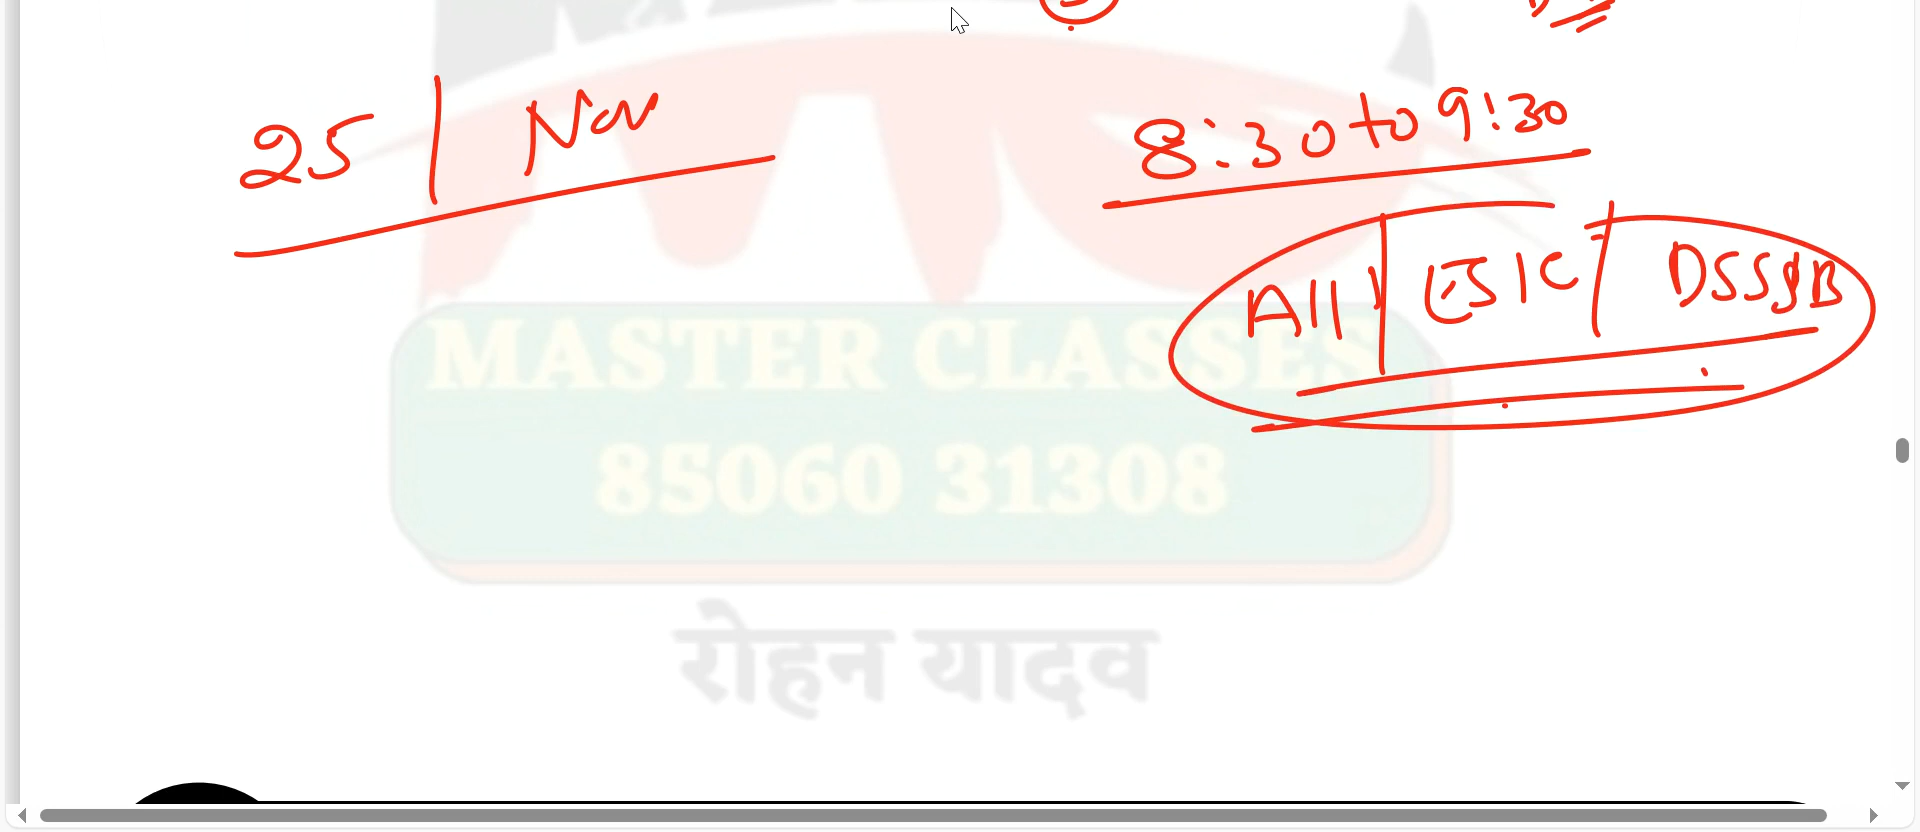 25 | Nov
8:30 to 9:30
All | ESIC / DSSSB
MASTER CLASSES
85060 31308
रोहन यादव